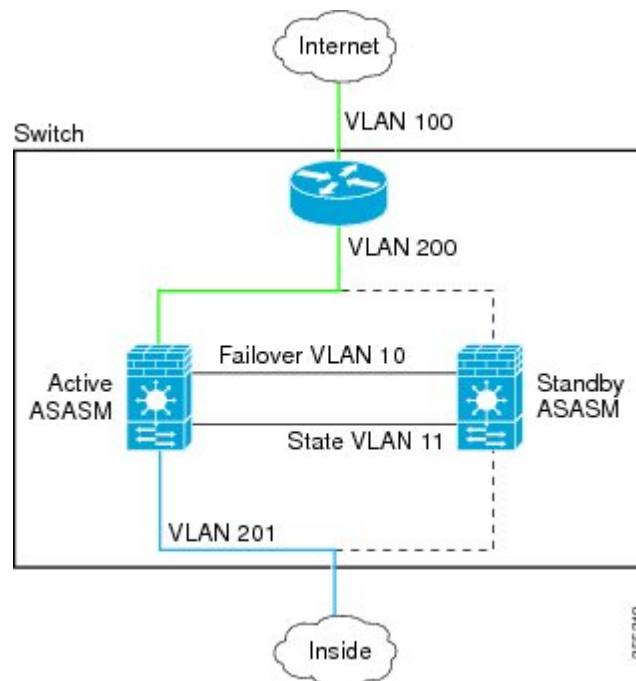 Internet
VLAN 100
Switch
VLAN 200
Failover VLAN 10
Active
ASASM
Standby
ASASM
State VLAN 11
VLAN 201
Inside